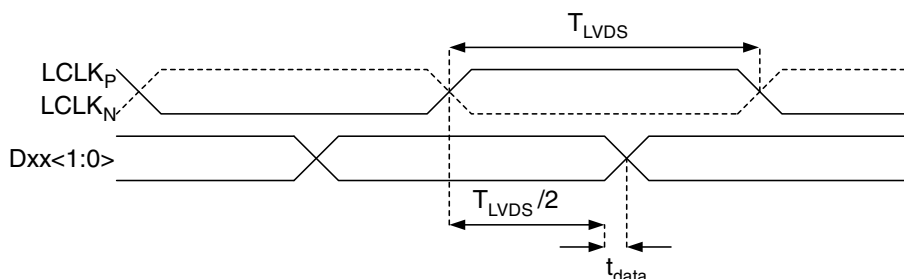 T_LVDS
LCLK_P
LCLK_N
Dxx<1:0>
T_LVDS/2
t_data